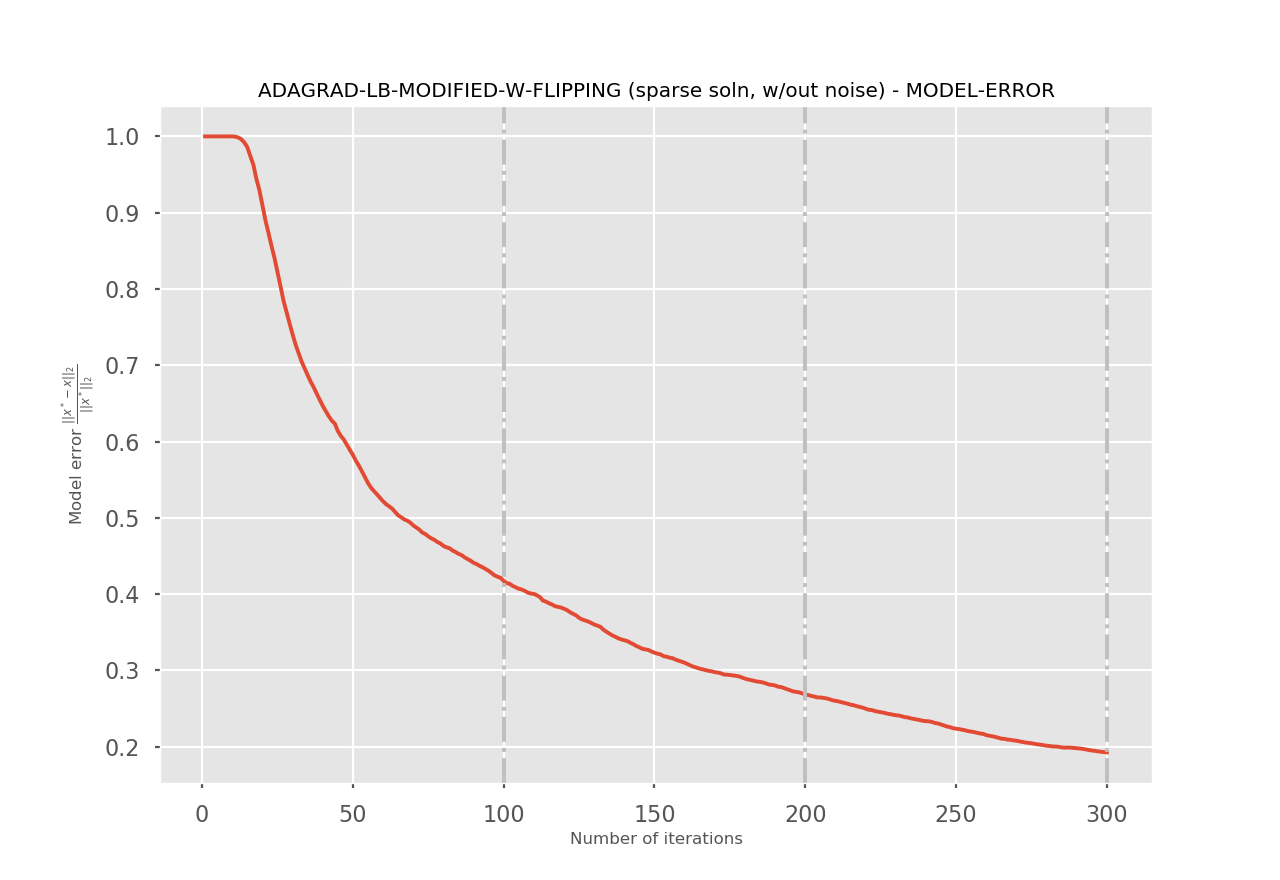 ADAGRAD-LB-MODIFIED-W-FLIPPING (sparse soln, w/out noise) - MODEL-ERROR
1.0
0.9
0.8
0.7
0.6
0.5
0.4
0.3
0.2
Model error ||x* − x||₂ / ||x*||₂
0 50 100 150 200 250 300
Number of iterations